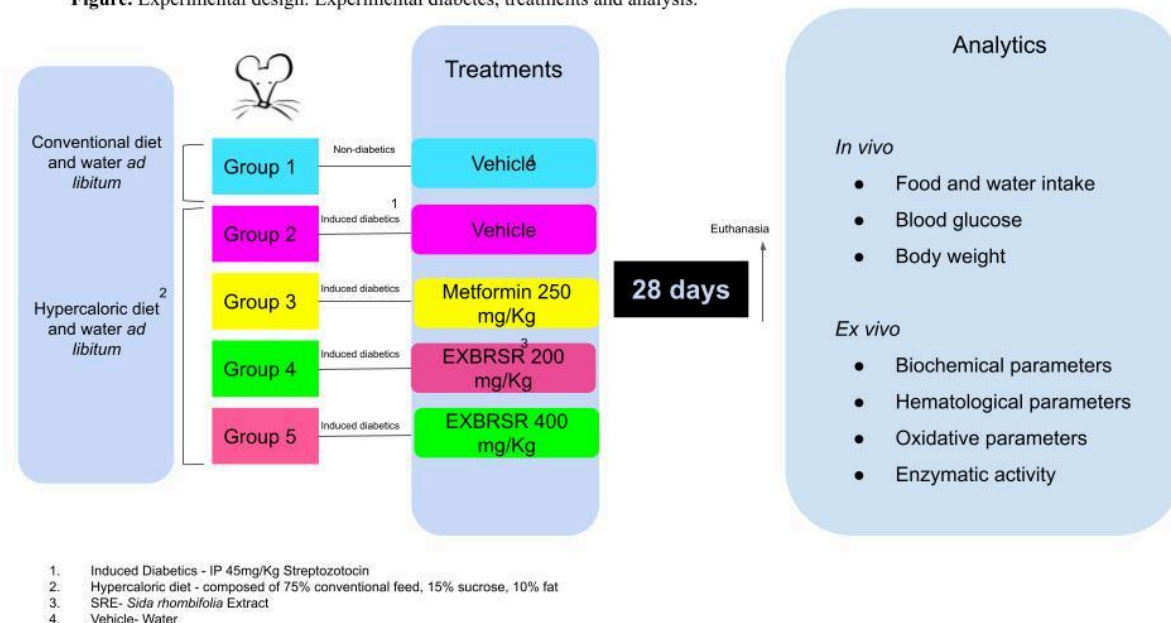 Figure. Experimental design. Experimental diabetes, treatments and analysis.
Analytics
Treatments
Conventional diet
and water ad
libitum
Group 1
Non-diabetics
Vehicle4
Group 2
Induced diabetics
1
Vehicle
Group 3
Induced diabetics
Metformin 250
mg/Kg
Group 4
Induced diabetics
EXBRSR 200
3
mg/Kg
Group 5
Induced diabetics
EXBRSR 400
mg/Kg
2
Hypercaloric diet
and water ad
libitum
28 days
Euthanasia
In vivo
● Food and water intake
● Blood glucose
● Body weight
Ex vivo
● Biochemical parameters
● Hematological parameters
● Oxidative parameters
● Enzymatic activity
1. Induced Diabetics - IP 45mg/Kg Streptozotocin
2. Hypercaloric diet - composed of 75% conventional feed, 15% sucrose, 10% fat
3. SRE- Sida rhombifolia Extract
4. Vehicle- Water